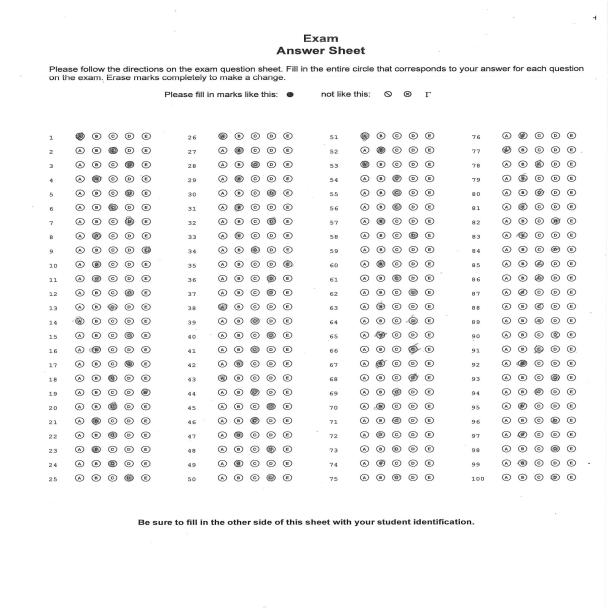 Exam
Answer Sheet
Please follow the directions on the exam question sheet. Fill in the entire circle that corresponds to your answer for each question
on the exam. Erase marks completely to make a change.
Please fill in marks like this: not like this:
1 B C D E 26 B C D E 51 B C D E 76 A C D E
2 A B D E 27 A C D E 52 A C D E 77 B C D E
3 A B C E 28 A B D E 53 B C D E 78 A B D E
4 A C D E 29 A C D E 54 A B D E 79 A C D E
5 A B C E 30 A B C E 55 A B D E 80 A B D E
6 A B D E 31 A C D E 56 A B D E 81 A C D E
7 A B C E 32 A B C E 57 A C D E 82 A B C E
8 A C D E 33 A C D E 58 A B C E 83 A C D E
9 A B C D 34 A B D E 59 A B C D E 84 A B C E
10 A C D E 35 A B C D 60 A C D E 85 A B D E
11 A C D E 36 A B C E 61 A B D E 86 A B D E
12 A B C E 37 A B C E 62 A B C E 87 A C D E
13 A B D E 38 B C D E 63 A C D E 88 A B D E
14 B C D E 39 A B D E 64 A B C E 89 A B D E
15 A B C E 40 A B C E 65 A C D E 90 A B C E
16 A C D E 41 A B D E 66 A B C E 91 A B D E
17 A B C E 42 A C D E 67 A C D E 92 A C D E
18 A B D E 43 B C D E 68 A B C E 93 A B C E
19 A B C D 44 A B D E 69 A B D E 94 A B D E
20 A B D E 45 A B C E 70 A C D E 95 A C D E
21 A C D E 46 A B D E 71 A B D E 96 A B C E
22 A B D E 47 A C D E 72 A C D E 97 A C D E
23 A C D E 48 A B C E 73 A B D E 98 A B C E
24 A B D E 49 A C D E 74 A C D E 99 A C D E
25 A B C E 50 A B C E 75 A B D E 100 A B C E
Be sure to fill in the other side of this sheet with your student identification.